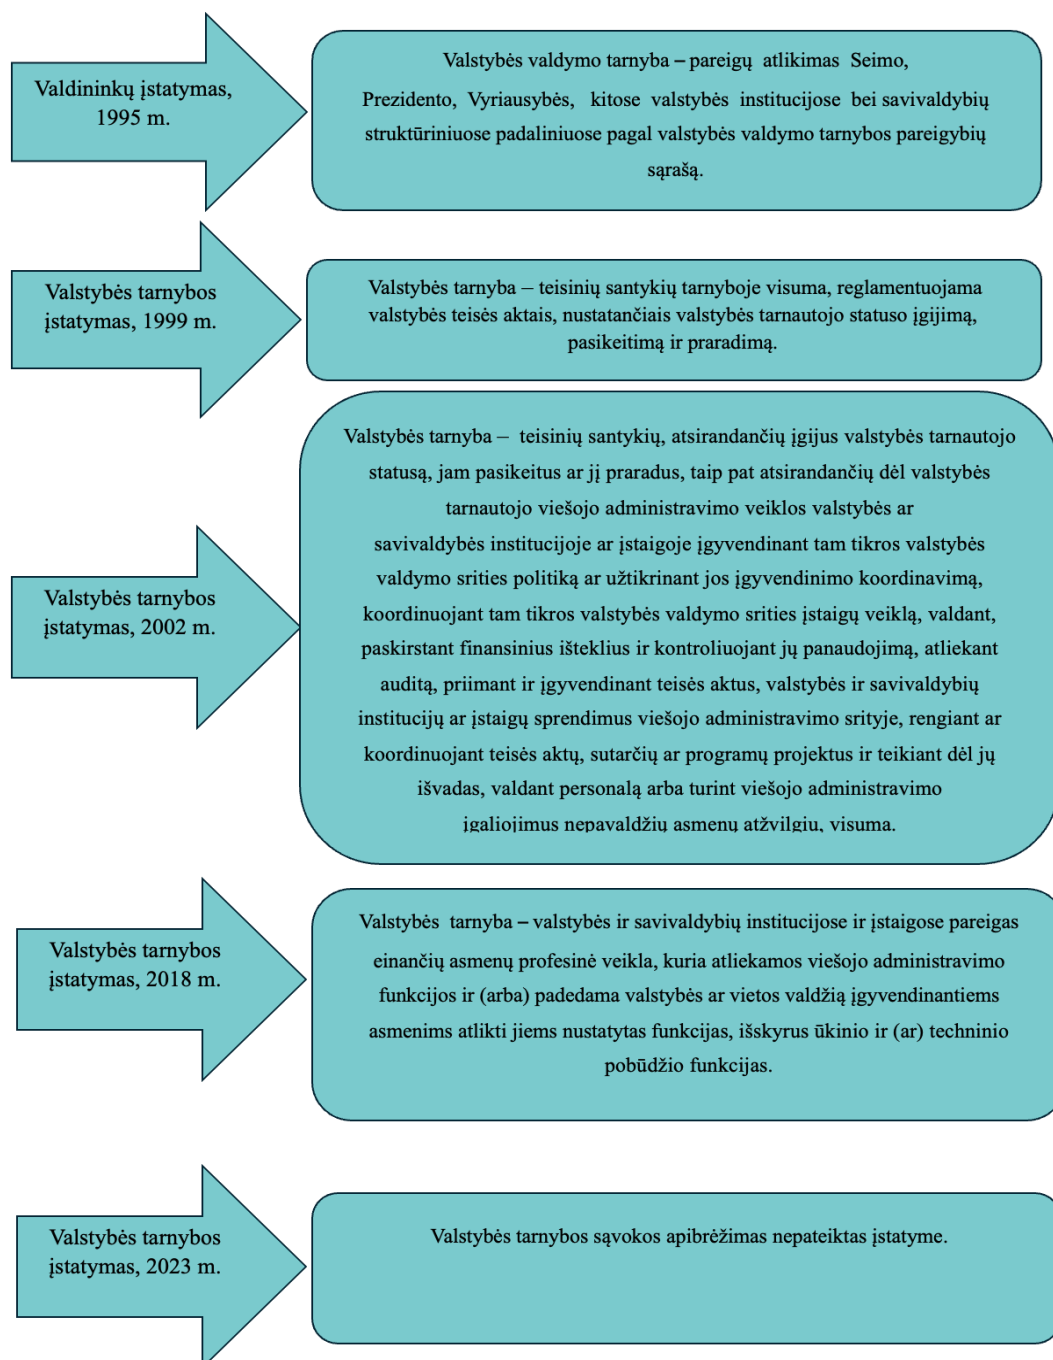 Valdininkų įstatymas,
1995 m.
Valstybės valdymo tarnyba – pareigų atlikimas Seimo,
Prezidento, Vyriausybės, kitose valstybės institucijose bei savivaldybių
struktūriniuose padaliniuose pagal valstybės valdymo tarnybos pareigybių
sąrašą.
Valstybės tarnybos
įstatymas, 1999 m.
Valstybės tarnyba – teisinių santykių tarnyboje visuma, reglamentuojama
valstybės teisės aktais, nustatančiais valstybės tarnautojo statuso įgijimą,
pasikeitimą ir praradimą.
Valstybės tarnybos
įstatymas, 2002 m.
Valstybės tarnyba – teisinių santykių, atsirandančių įgijus valstybės tarnautojo
statusą, jam pasikeitus ar jį praradus, taip pat atsirandančių dėl valstybės
tarnautojo viešojo administravimo veiklos valstybės ar
savivaldybės institucijoje ar įstaigoje įgyvendinant tam tikros valstybės
valdymo srities politiką ar užtikrinant jos įgyvendinimo koordinavimą,
koordinuojant tam tikros valstybės valdymo srities įstaigų veiklą, valdant,
paskirstant finansinius išteklius ir kontroliuojant jų panaudojimą, atliekant
auditą, priimant ir įgyvendinant teisės aktus, valstybės ir savivaldybių
institucijų ar įstaigų sprendimus viešojo administravimo srityje, rengiant ar
koordinuojant teisės aktų, sutarčių ar programų projektus ir teikiant dėl jų
išvadas, valdant personalą arba turint viešojo administravimo
įgaliojimus nepavaldžių asmenų atžvilgiu, visuma.
Valstybės tarnybos
įstatymas, 2018 m.
Valstybės tarnyba – valstybės ir savivaldybių institucijose ir įstaigose pareigas
einančių asmenų profesinė veikla, kuria atliekamos viešojo administravimo
funkcijos ir (arba) padedama valstybės ar vietos valdžią įgyvendinantiems
asmenims atlikti jiems nustatytas funkcijas, išskyrus ūkinio ir (ar) techninio
pobūdžio funkcijas.
Valstybės tarnybos
įstatymas, 2023 m.
Valstybės tarnybos sąvokos apibrėžimas nepateiktas įstatyme.